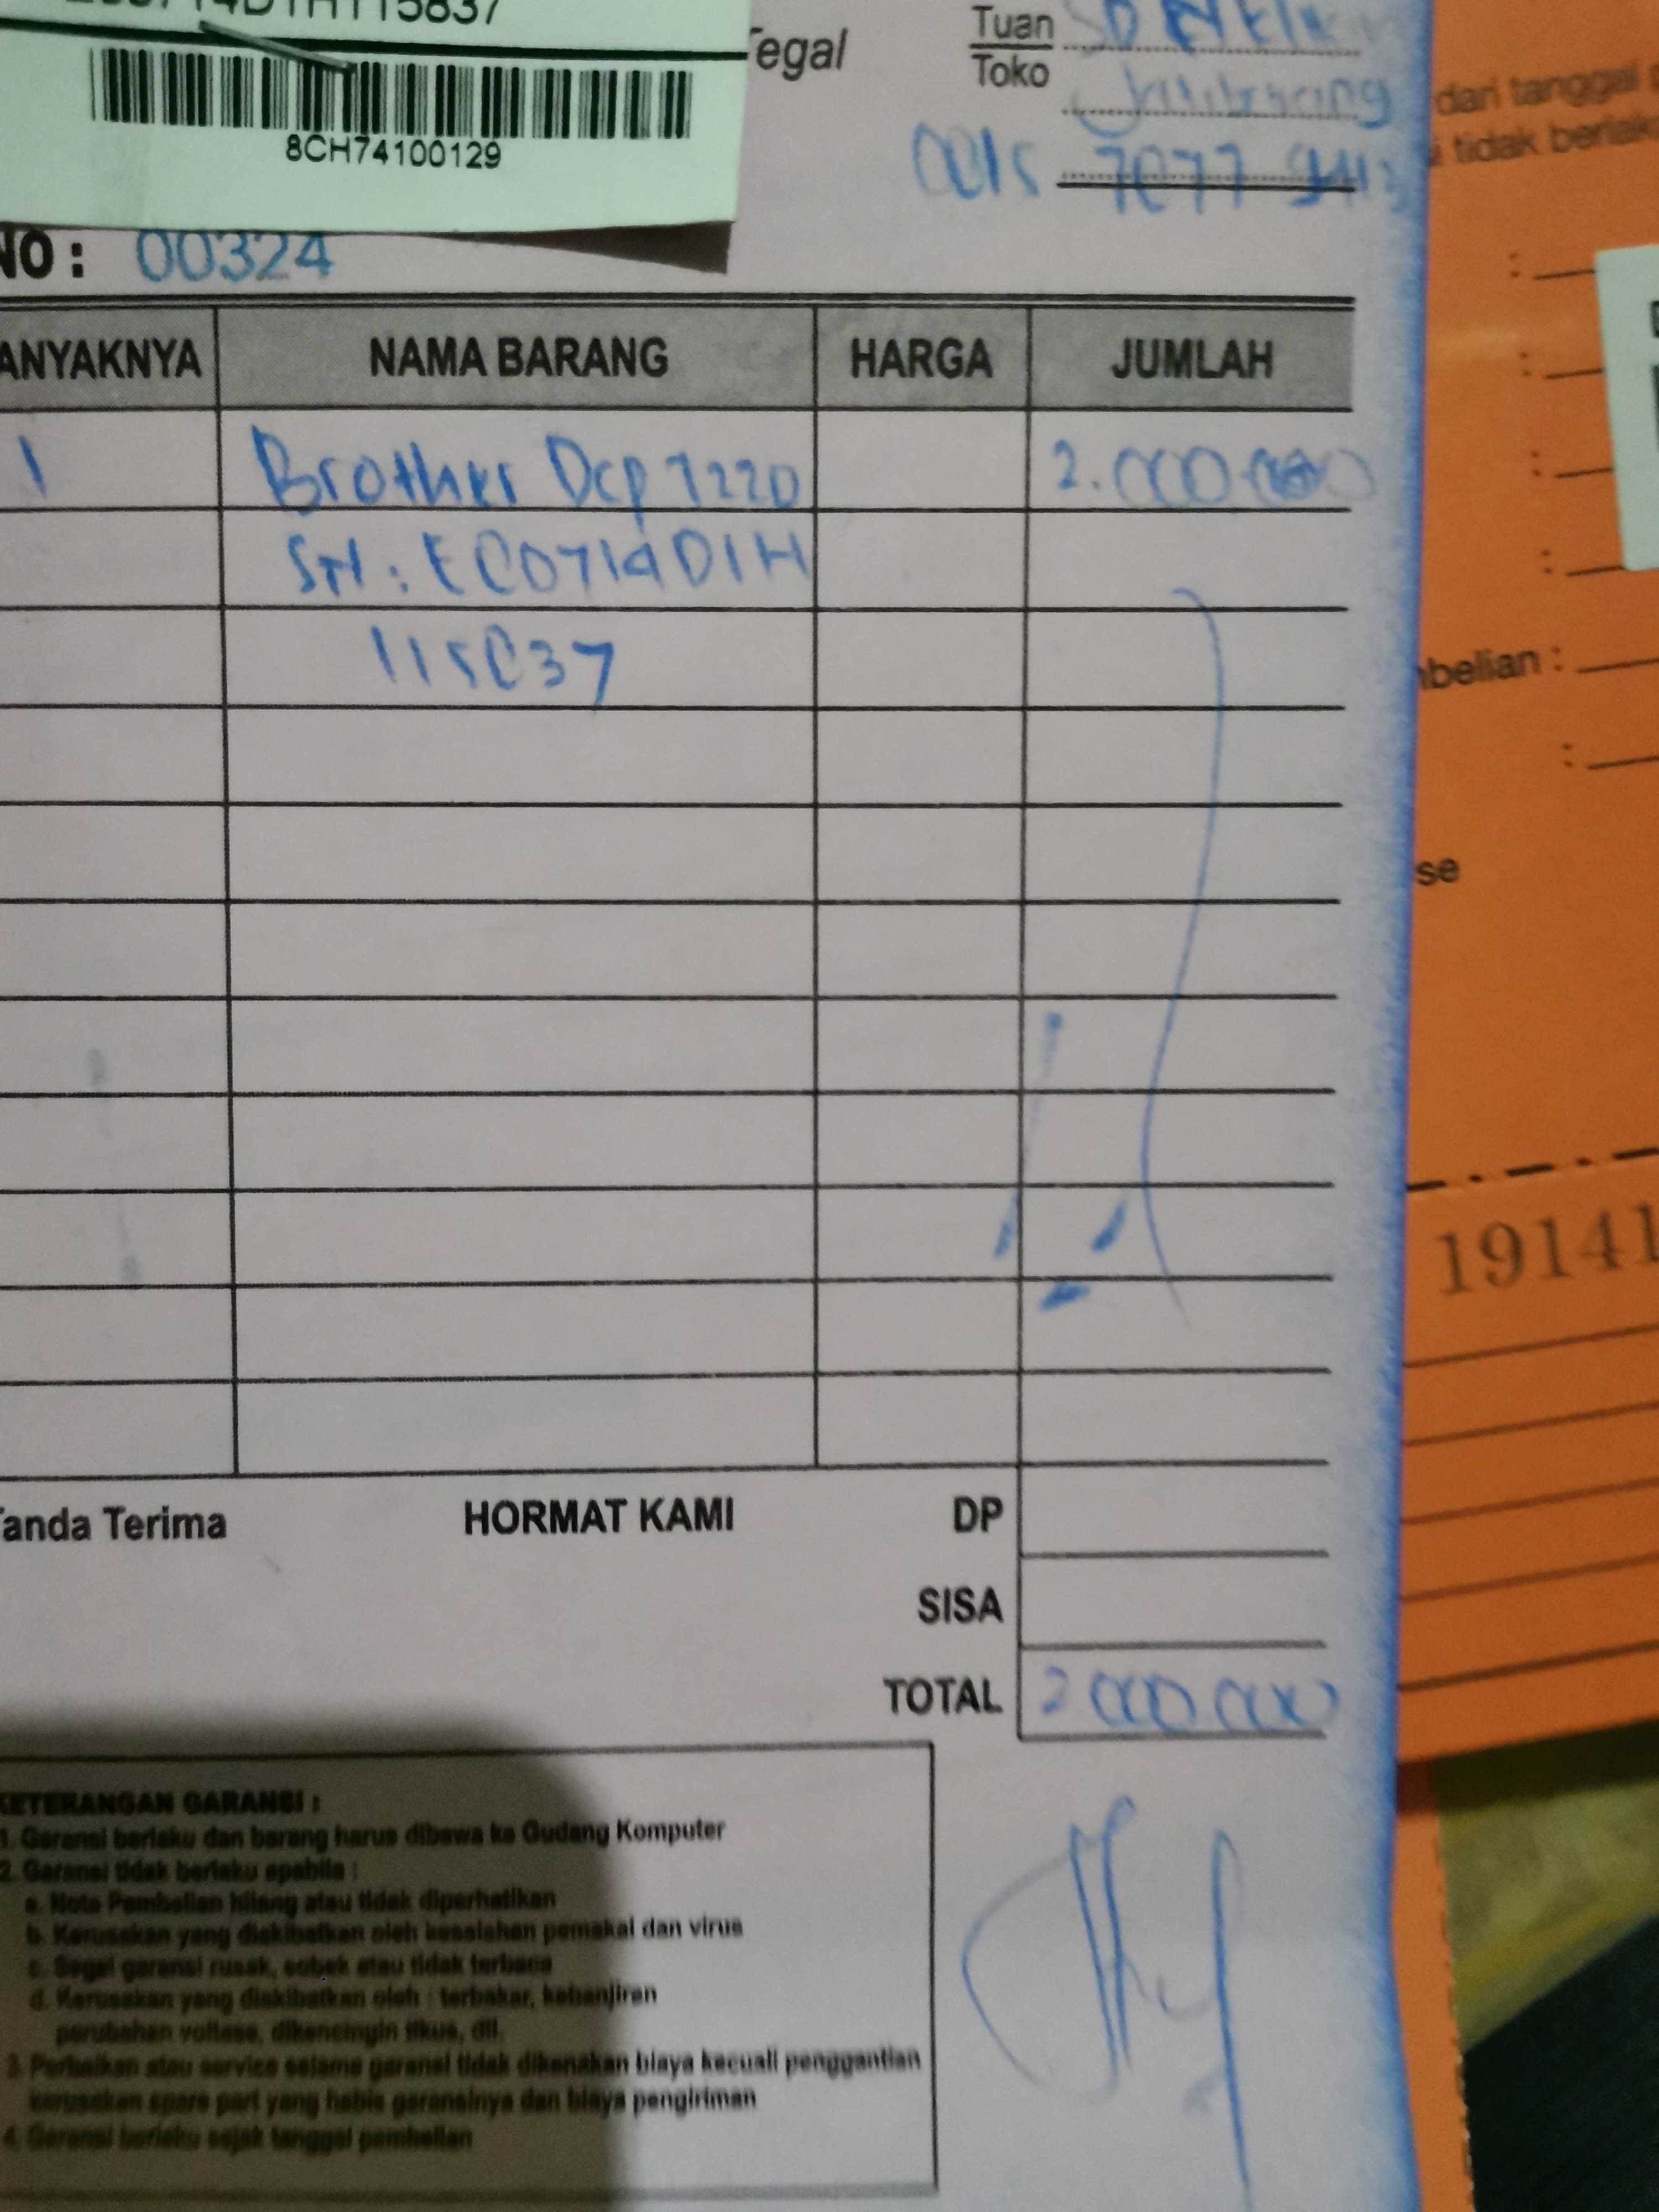 15837
8CH74100129
egal
Tuan
Toko
NO : 00324
ANYAKNYA NAMA BARANG HARGA JUMLAH
1 Brother Dcp 7220 2.000.000
SN : EC0714D1H
115837
anda Terima HORMAT KAMI DP
SISA
TOTAL 2 000 000
KETERANGAN GARANSI :
1. Garansi berlaku dan barang harus dibawa ke Gudang Komputer
2. Garansi tidak berlaku apabila :
a. Nota Pembelian hilang atau tidak diperhatikan
b. Kerusakan yang diakibatkan oleh kesalahan pemakai dan virus
c. Segel garansi rusak, sobek atau tidak terbaca
d. Kerusakan yang diakibatkan oleh : terbakar, kebanjiran
perubahan voltase, dikencingin tikus, dll.
3. Perbaikan atau service selama garansi tidak dikenakan biaya kecuali penggantian
kerusakan spare part yang habis garansinya dan biaya pengiriman
4. Garansi berlaku sejak tanggal pembelian
dari tanggal
tidak berlak
belian :
se
19141